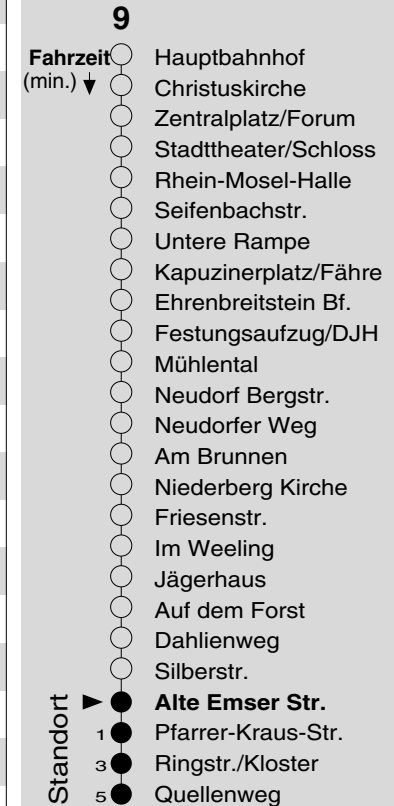 9
Fahrzeit
(min.)
Hauptbahnhof
Christuskirche
Zentralplatz/Forum
Stadttheater/Schloss
Rhein-Mosel-Halle
Seifenbachstr.
Untere Rampe
Kapuzinerplatz/Fähre
Ehrenbreitstein Bf.
Festungsaufzug/DJH
Mühlental
Neudorf Bergstr.
Neudorfer Weg
Am Brunnen
Niederberg Kirche
Friesenstr.
Im Weeling
Jägerhaus
Auf dem Forst
Dahlienweg
Silberstr.
Standort
Alte Emser Str.
1 Pfarrer-Kraus-Str.
3 Ringstr./Kloster
5 Quellenweg